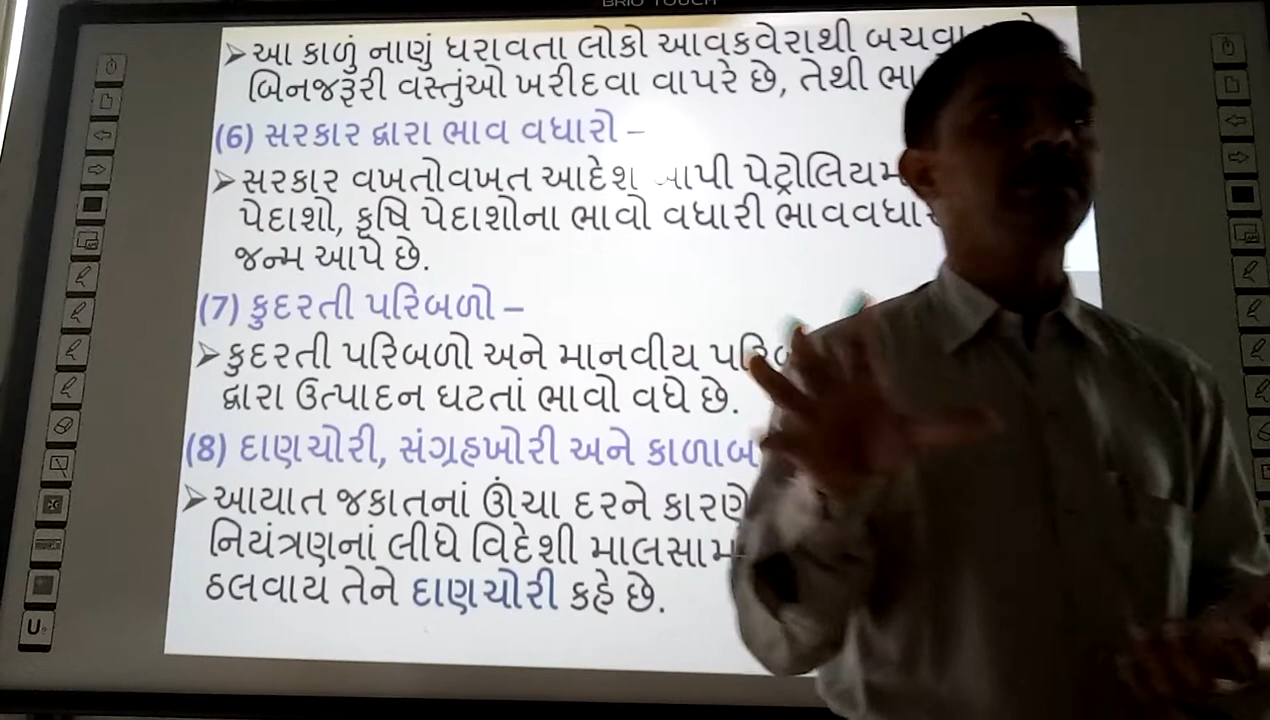 BRIO TOUCH
➤ આ કાળું નાણું ધરાવતા લોકો આવકવેરાથી બચવા
બિનજરૂરી વસ્તુંઓ ખરીદવા વાપરે છે, તેથી
(6) સરકાર દ્વારા ભાવ વધારો –
➤ સરકાર વખતોવખત આદેશ આપી પેટ્રોલિયમ
પેદાશો, કૃષિ પેદાશોના ભાવો વધારી
જન્મ આપે છે.
(7) કુદરતી પરિબળો –
➤ કુદરતી પરિબળો અને માનવીય
દ્વારા ઉત્પાદન ઘટતાં ભાવો વધે છે.
(8) દાણચોરી, સંગ્રહખોરી અને
➤ આયાત જકાતનાં ઊંચા દરને કારણે
નિયંત્રણનાં લીધે વિદેશી
ઠલવાય તેને દાણચોરી કહે છે.